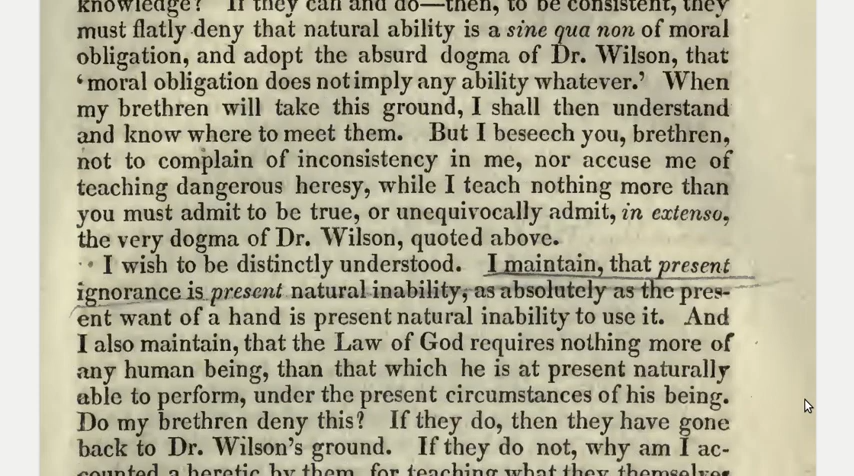 knowledge? If they can and do—then, to be consistent, they
must flatly deny that natural ability is a sine qua non of moral
obligation, and adopt the absurd dogma of Dr. Wilson, that
‘moral obligation does not imply any ability whatever.’ When
my brethren will take this ground, I shall then understand
and know where to meet them. But I beseech you, brethren,
not to complain of inconsistency in me, nor accuse me of
teaching dangerous heresy, while I teach nothing more than
you must admit to be true, or unequivocally admit, in extenso,
the very dogma of Dr. Wilson, quoted above.
I wish to be distinctly understood. I maintain, that present
ignorance is present natural inability, as absolutely as the pres-
ent want of a hand is present natural inability to use it. And
I also maintain, that the Law of God requires nothing more of
any human being, than that which he is at present naturally
able to perform, under the present circumstances of his being.
Do my brethren deny this? If they do, then they have gone
back to Dr. Wilson's ground. If they do not, why am I ac-
counted a heretic by them, for teaching what they themselves